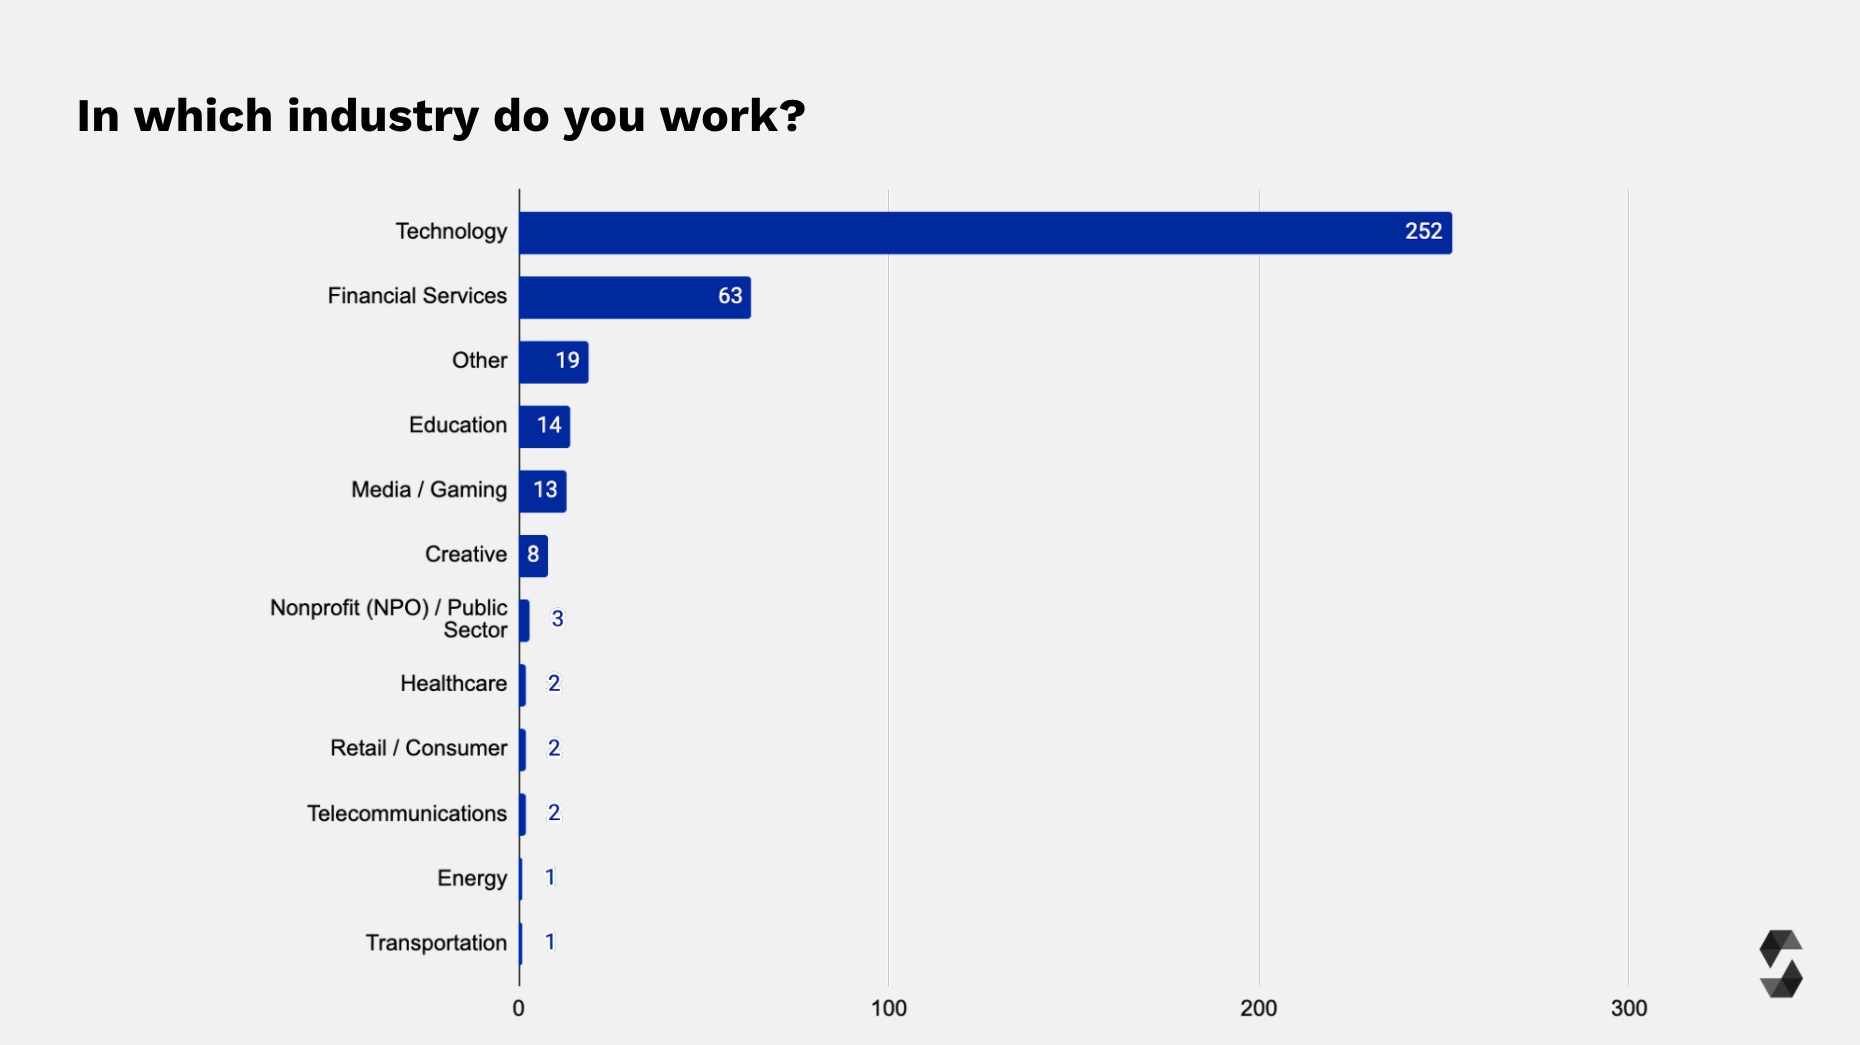 In which industry do you work?
Technology 252
Financial Services 63
Other 19
Education 14
Media / Gaming 13
Creative 8
Nonprofit (NPO) / Public
Sector 3
Healthcare 2
Retail / Consumer 2
Telecommunications 2
Energy 1
Transportation 1
0 100 200 300